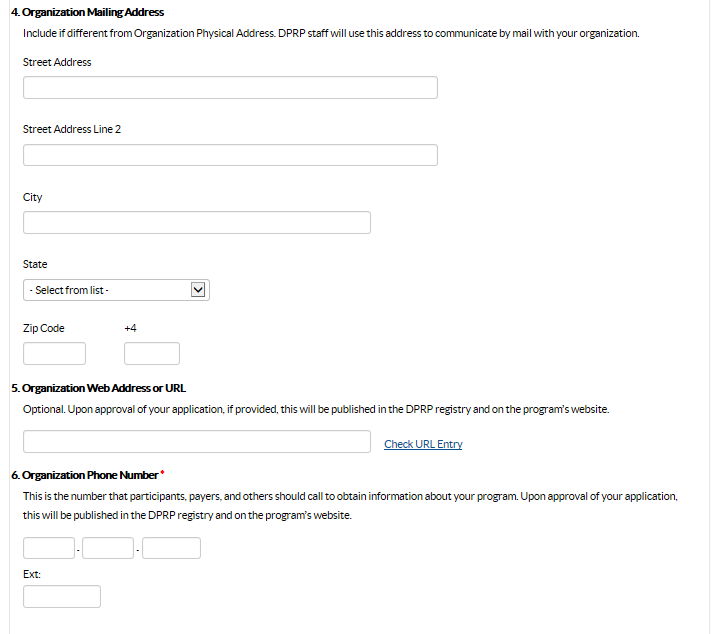 4. Organization Mailing Address
Include if different from Organization Physical Address. DPRP staff will use this address to communicate by mail with your organization.
Street Address
Street Address Line 2
City
State
- Select from list -
Zip Code +4
5. Organization Web Address or URL
Optional. Upon approval of your application, if provided, this will be published in the DPRP registry and on the program's website.
Check URL Entry
6. Organization Phone Number *
This is the number that participants, payers, and others should call to obtain information about your program. Upon approval of your application,
this will be published in the DPRP registry and on the program's website.
- -
Ext: